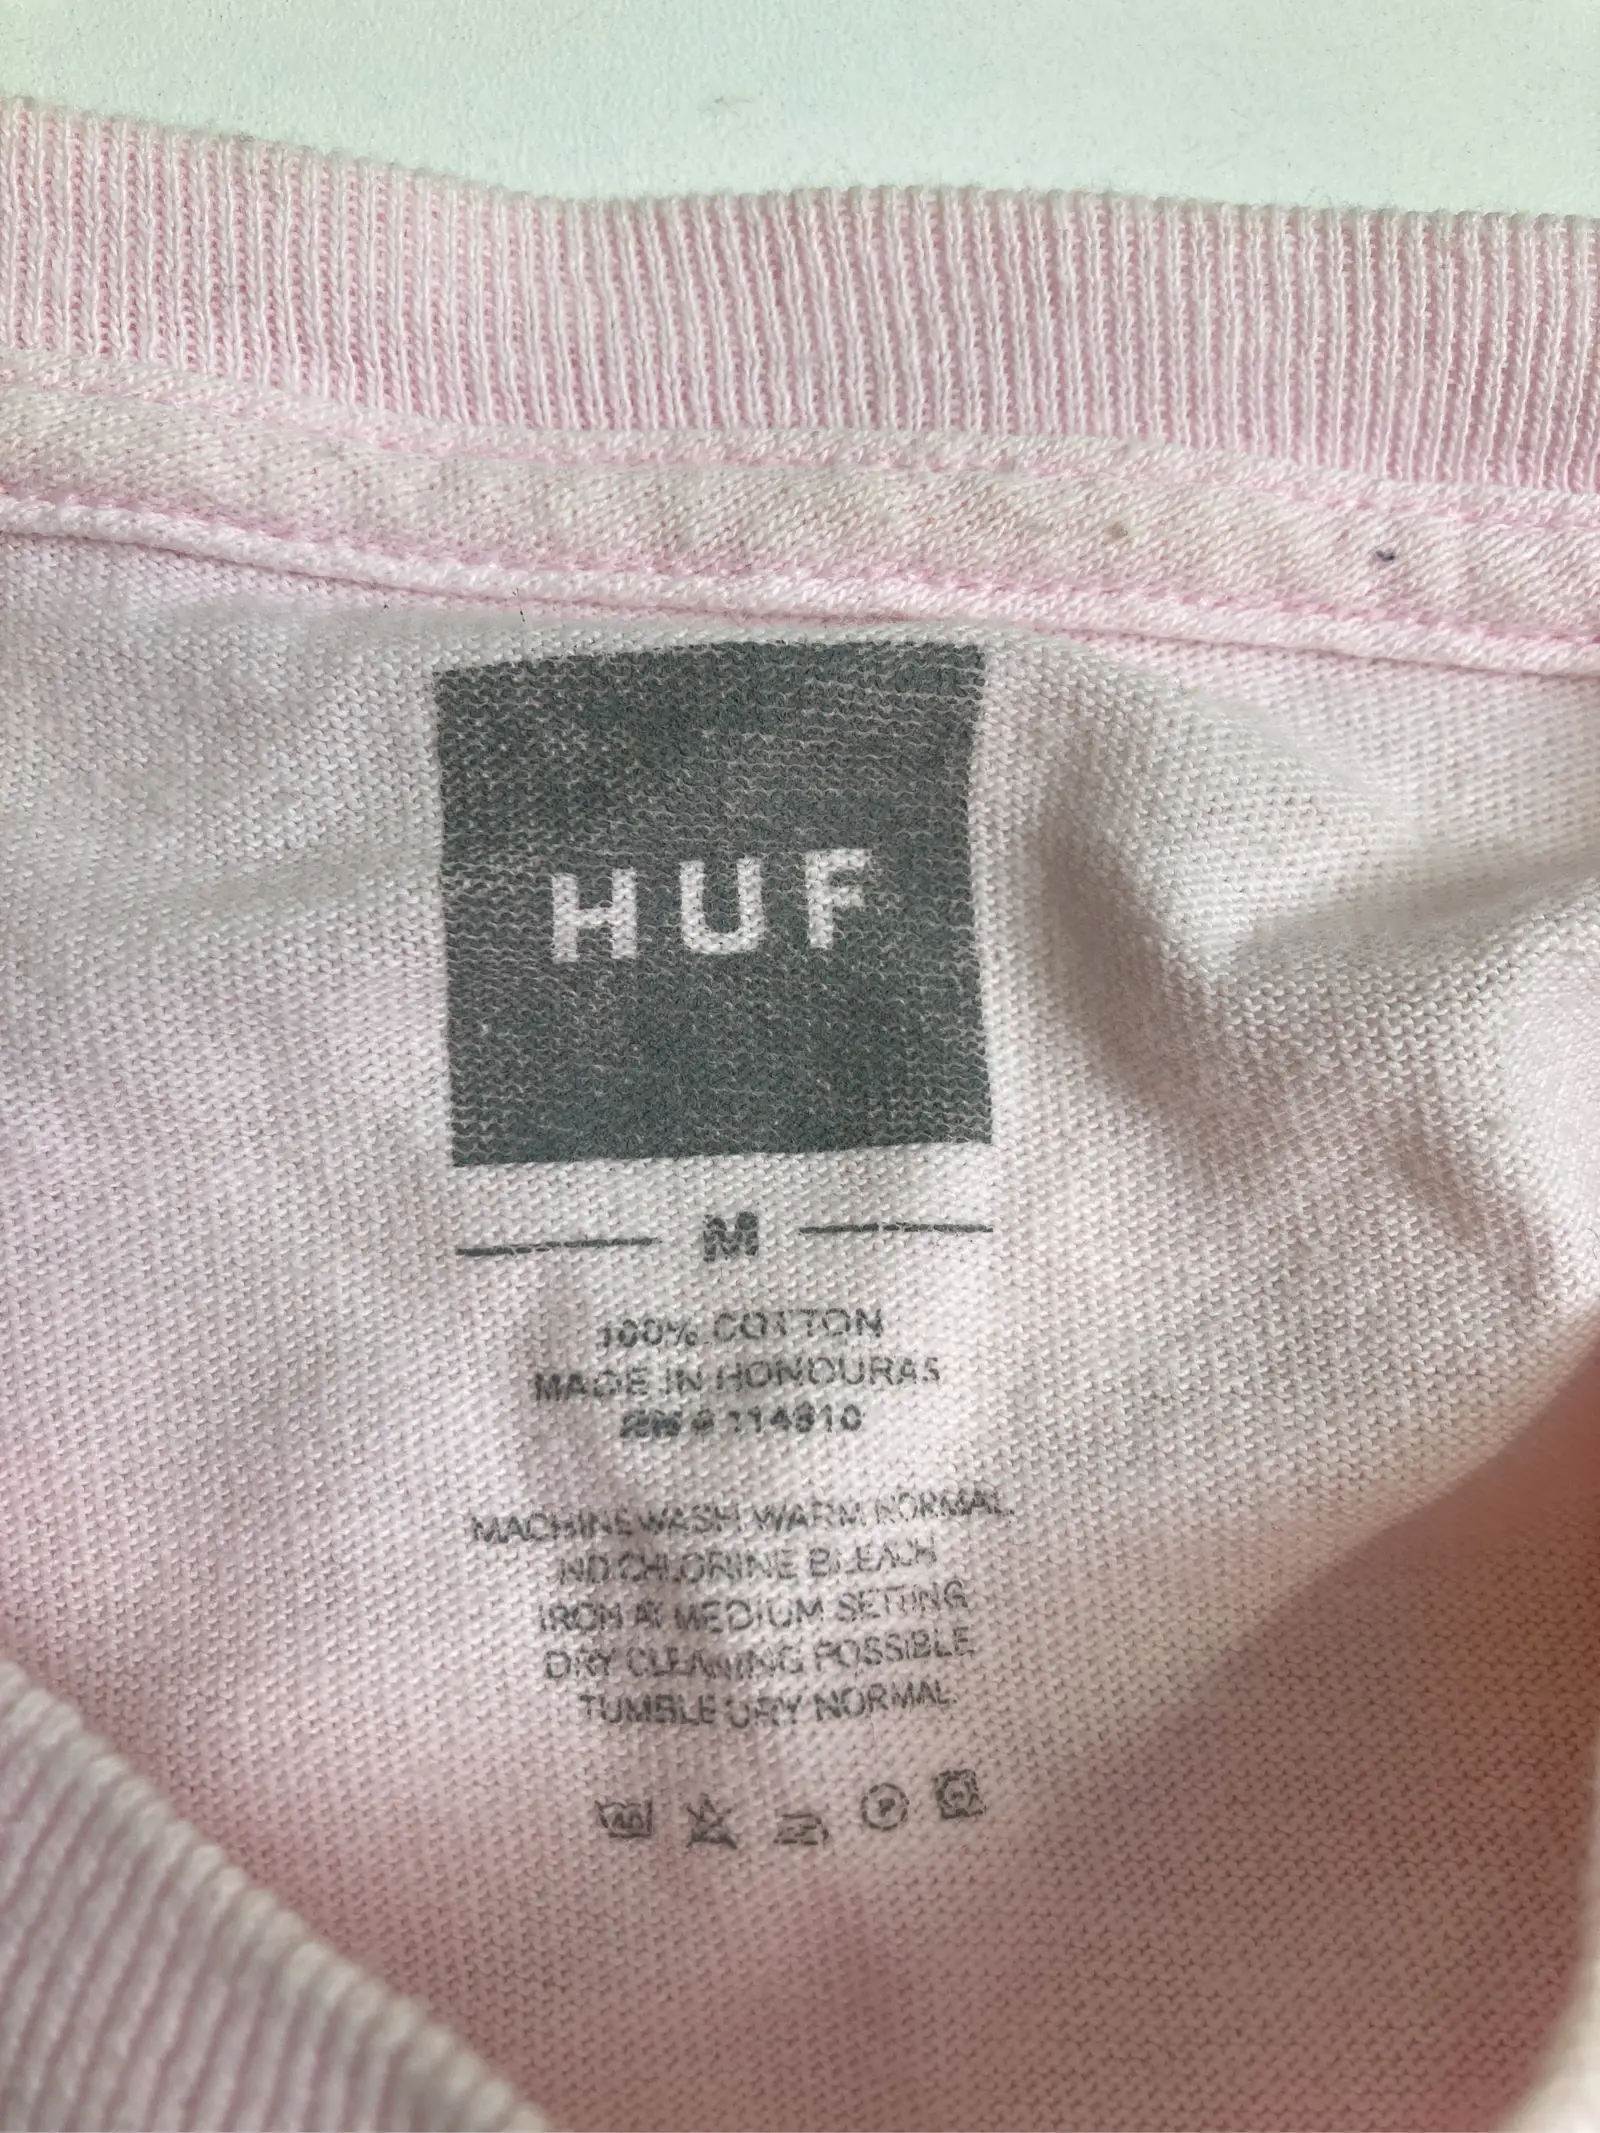 HUF
M
100% COTTON
MADE IN HONDURAS
RN # 114810
MACHINE WASH WARM NORMAL.
NO CHLORINE BLEACH
IRON AT MEDIUM SETTING
DRY CLEANING POSSIBLE
TUMBLE DRY NORMAL.
P